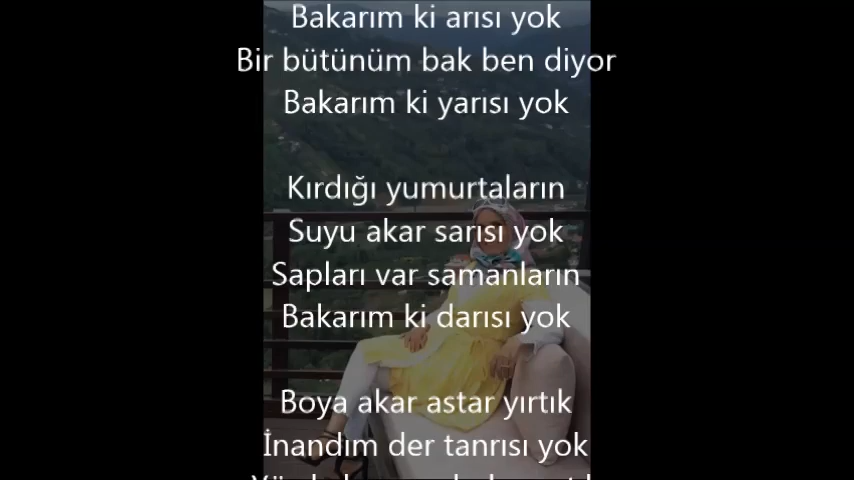 Bakarım ki arısı yok
Bir bütünüm bak ben diyor
Bakarım ki yarısı yok
Kırdığı yumurtaların
Suyu akar sarısı yok
Sapları var samanların
Bakarım ki darısı yok
Boya akar astar yırtık
İnandım der tanrısı yok